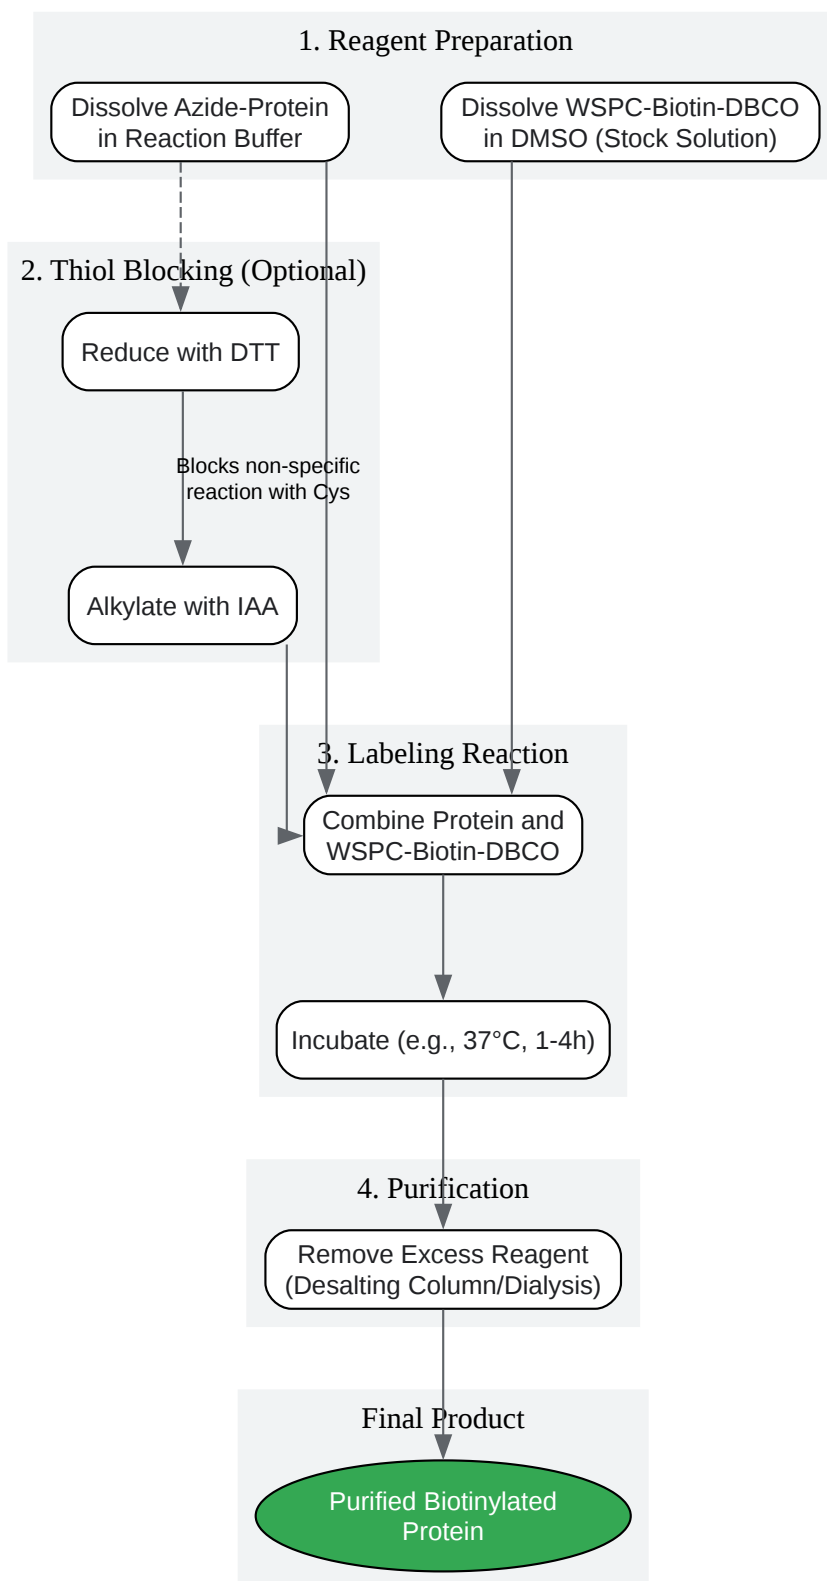 1. Reagent Preparation
Dissolve Azide-Protein
in Reaction Buffer
Dissolve WSPC-Biotin-DBCO
in DMSO (Stock Solution)
2. Thiol Blocking (Optional)
Reduce with DTT
Blocks non-specific
reaction with Cys
Alkylate with IAA
3. Labeling Reaction
Combine Protein and
WSPC-Biotin-DBCO
Incubate (e.g., 37°C, 1-4h)
4. Purification
Remove Excess Reagent
(Desalting Column/Dialysis)
Final Product
Purified Biotinylated
Protein